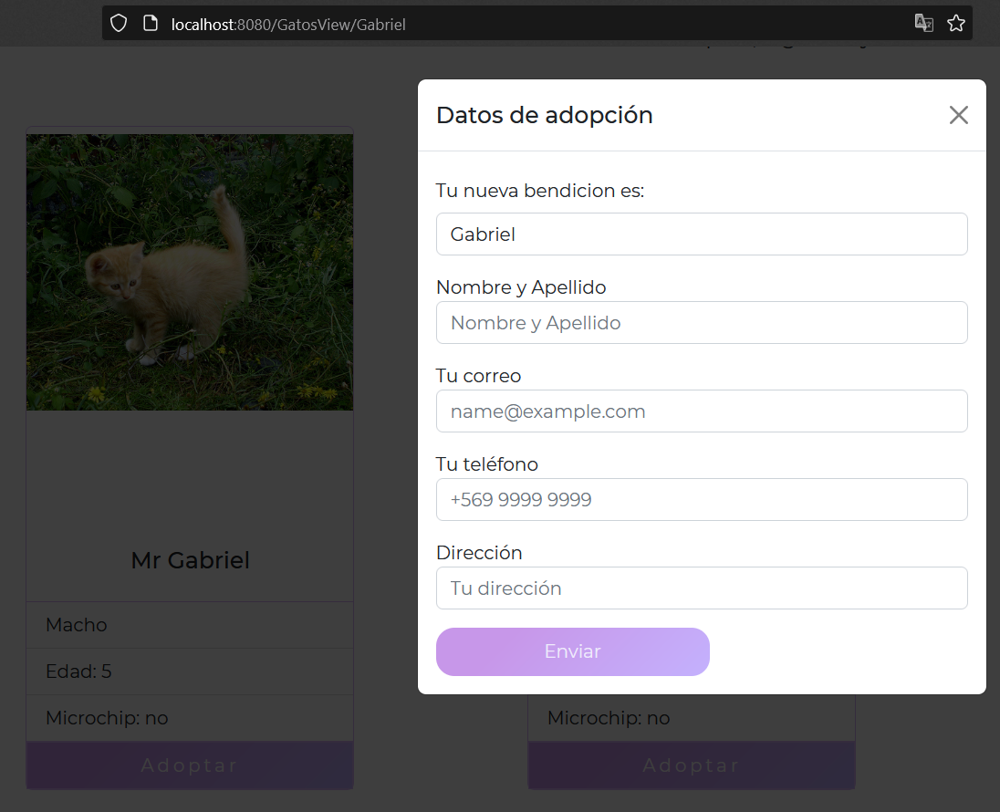 localhost:8080/GatosView/Gabriel
Datos de adopción
Tu nueva bendicion es:
Gabriel
Nombre y Apellido
Nombre y Apellido
Tu correo
name@example.com
Tu teléfono
+569 9999 9999
Dirección
Tu dirección
Enviar
Mr Gabriel
Macho
Edad: 5
Microchip: no
Adoptar
Microchip: no
Adoptar